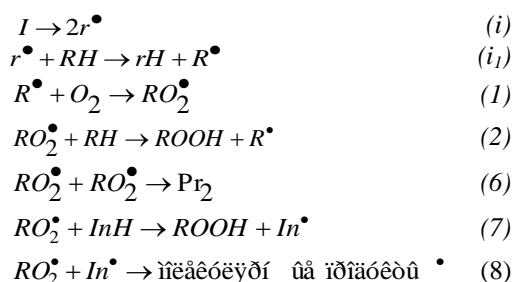 I → 2r• (i)
r• + RH → rH + R• (i₁)
R• + O₂ → RO₂• (1)
RO₂• + RH → ROOH + R• (2)
RO₂• + RO₂• → Pr₂ (6)
RO₂• + InH → ROOH + In• (7)
RO₂• + In• → ìîëåêóëÿðí ûå ïðîäóêòû • (8)